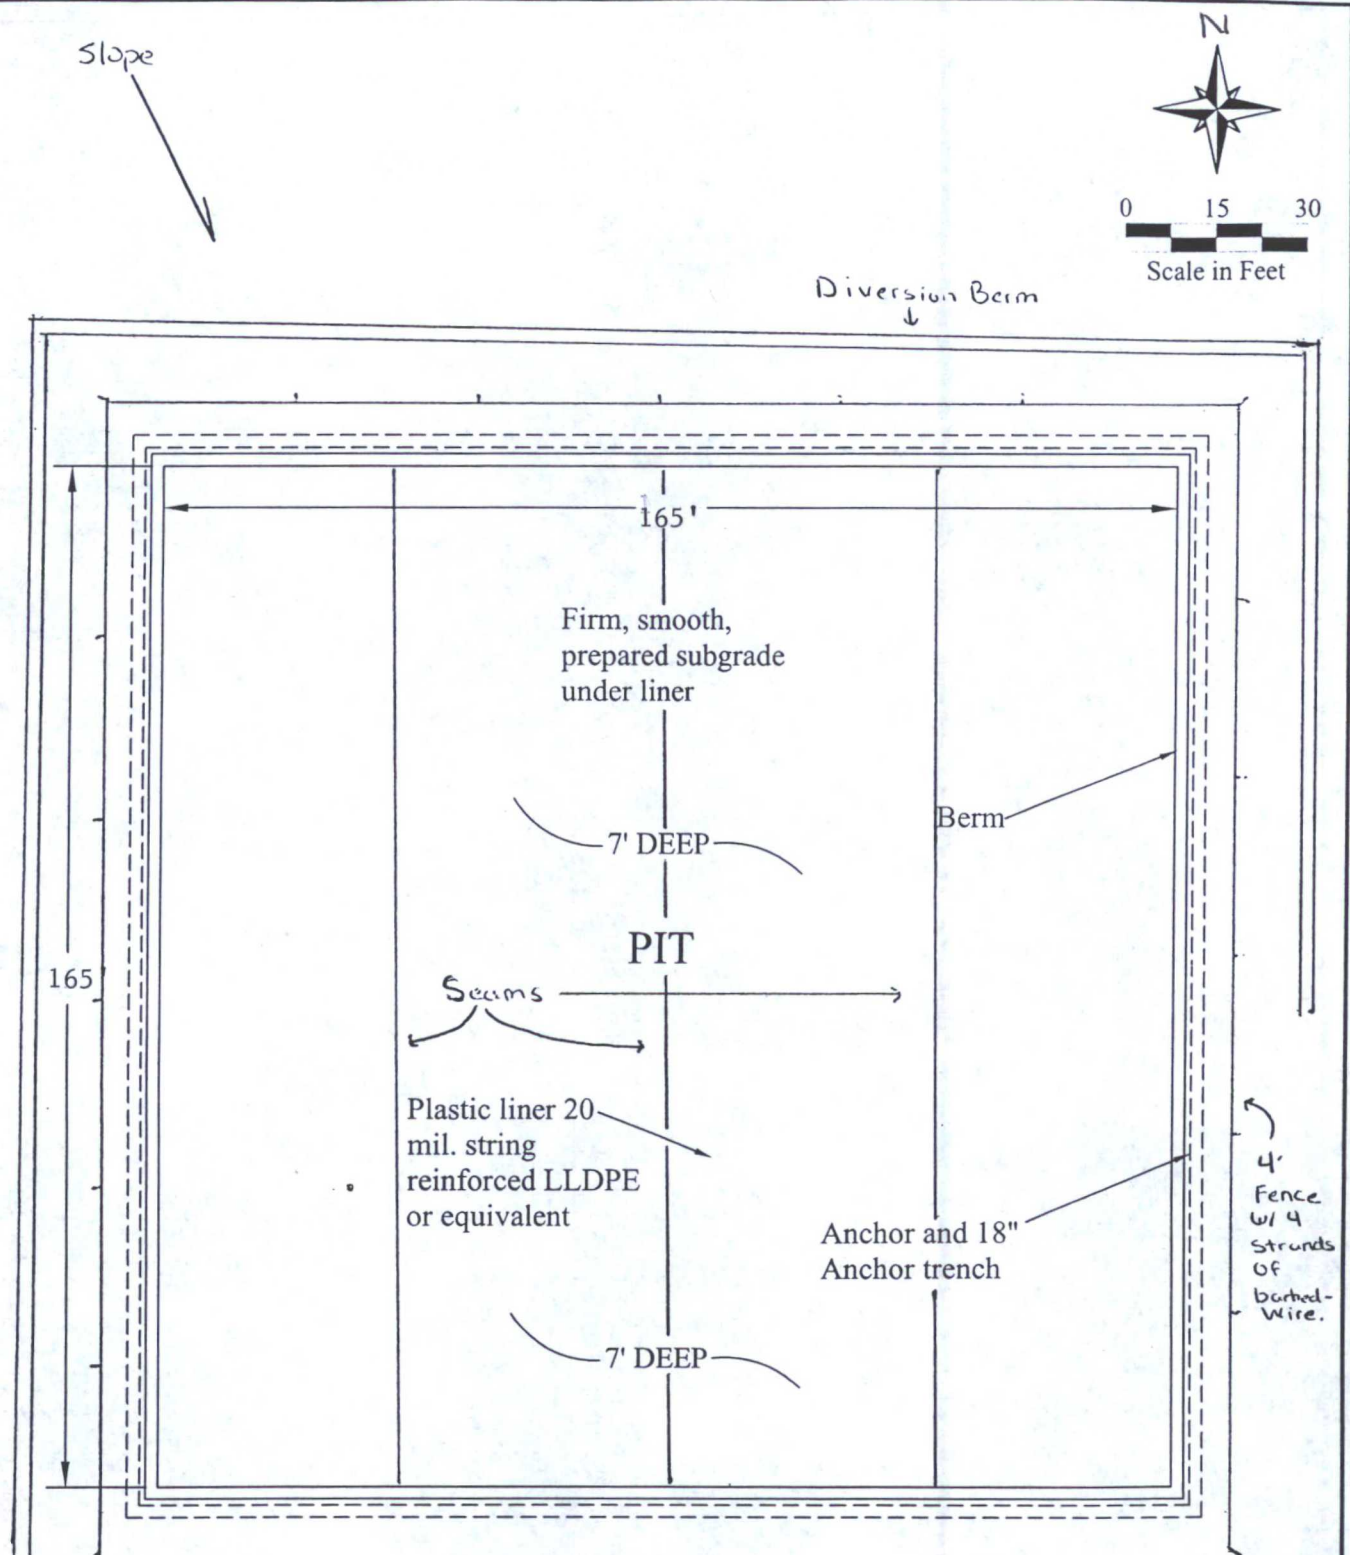 Slope
N
0 15 30
Scale in Feet
Diversion Berm
165'
Firm, smooth,
prepared subgrade
under liner
Berm
7' DEEP
PIT
165
Seams
Plastic liner 20
mil. string
reinforced LLDPE
or equivalent
Anchor and 18"
Anchor trench
4'
Fence
w/ 4
Strands
of
barbed-
wire.
7' DEEP